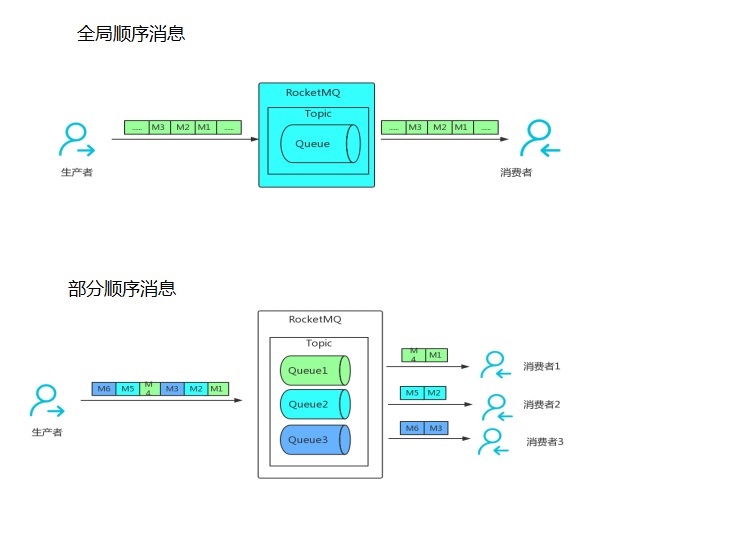 全局顺序消息
RocketMQ
Topic
Queue
..... M3 M2 M1 .....
..... M3 M2 M1 .....
生产者
消费者
部分顺序消息
RocketMQ
Topic
Queue1
Queue2
Queue3
M6 M5 M4 M3 M2 M1
生产者
M4 M1
消费者1
M5 M2
消费者2
M6 M3
消费者3